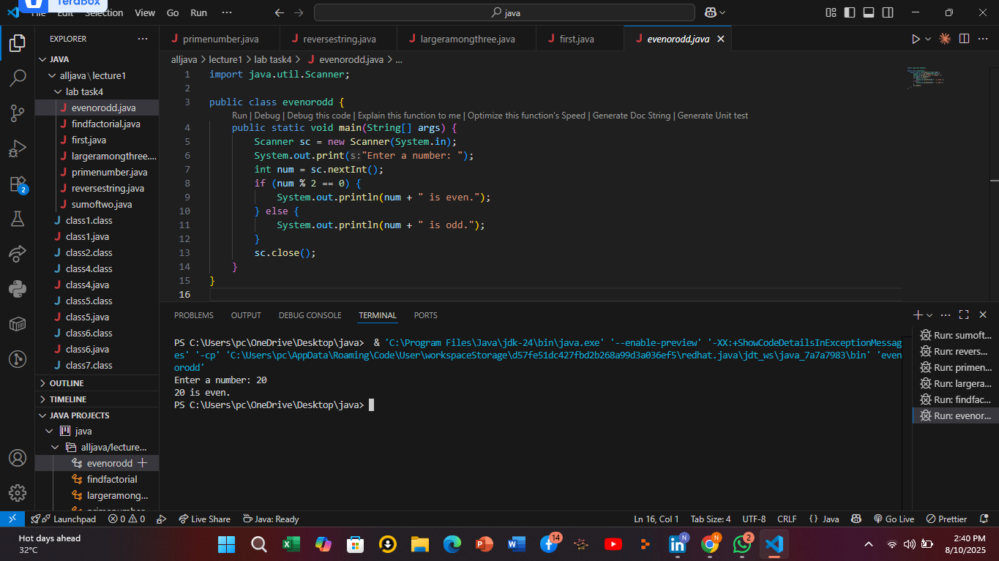 TeraBox
File Edit Selection View Go Run ···
java
EXPLORER ···
JAVA
alljava \ lecture1
lab task4
evenorodd.java
findfactorial.java
first.java
largeramongthree....
primenumber.java
reversestring.java
sumoftwo.java
class1.class
class1.java
class2.class
class4.class
class4.java
class5.class
class5.java
class6.class
class6.java
class7.class
OUTLINE
TIMELINE
JAVA PROJECTS
java
alljava/lecture...
evenorodd
findfactorial
largeramong...
primenumber
2
primenumber.java
reversestring.java
largeramongthree.java
first.java
evenorodd.java
alljava > lecture1 > lab task4 > evenorodd.java > ...
1 import java.util.Scanner;
2
3 public class evenorodd {
Run | Debug | Debug this code | Explain this function to me | Optimize this function's Speed | Generate Doc String | Generate Unit test
4 public static void main(String[] args) {
5 Scanner sc = new Scanner(System.in);
6 System.out.print(s:"Enter a number: ");
7 int num = sc.nextInt();
8 if (num % 2 == 0) {
9 System.out.println(num + " is even.");
10 } else {
11 System.out.println(num + " is odd.");
12 }
13 sc.close();
14 }
15 }
16
PROBLEMS OUTPUT DEBUG CONSOLE TERMINAL PORTS
PS C:\Users\pc\OneDrive\Desktop\java> & 'C:\Program Files\Java\jdk-24\bin\java.exe' '--enable-preview' '-XX:+ShowCodeDetailsInExceptionMessag
es' '-cp' 'C:\Users\pc\AppData\Roaming\Code\User\workspaceStorage\d57fe51dc427fbd2b268a99d3a036ef5\redhat.java\jdt_ws\java_7a7a7983\bin' 'even
orodd'
Enter a number: 20
20 is even.
PS C:\Users\pc\OneDrive\Desktop\java>
Run: sumoft...
Run: revers...
Run: primen...
Run: largera...
Run: findfac...
Run: evenor...
Launchpad 0 0 Live Share Java: Ready Ln 16, Col 1 Tab Size: 4 UTF-8 CRLF {} Java Go Live Prettier
Hot days ahead
32°C
14
N
N
2
2:40 PM
8/10/2025